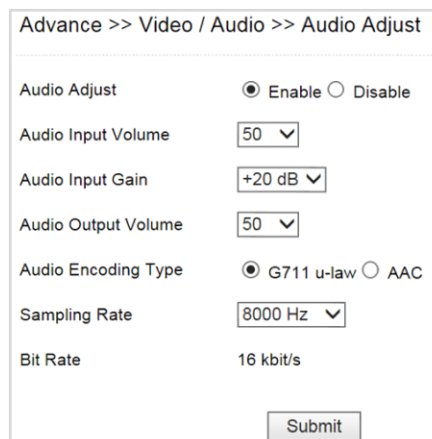 Advance >> Video / Audio >> Audio Adjust
Audio Adjust Enable Disable
Audio Input Volume 50
Audio Input Gain +20 dB
Audio Output Volume 50
Audio Encoding Type G711 u-law AAC
Sampling Rate 8000 Hz
Bit Rate 16 kbit/s
Submit